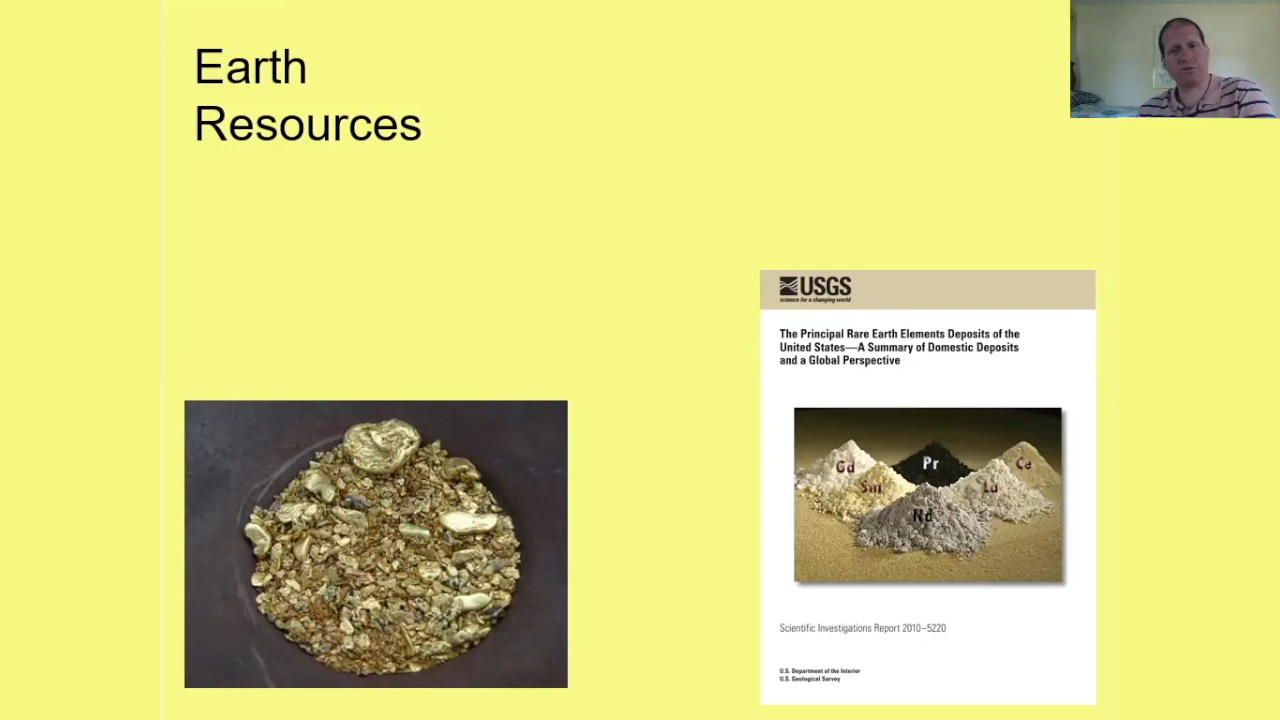 Earth
Resources
USGS
science for a changing world
The Principal Rare Earth Elements Deposits of the
United States—A Summary of Domestic Deposits
and a Global Perspective
Gd
Pr
Ce
Sm
La
Nd
Scientific Investigations Report 2010–5220
U.S. Department of the Interior
U.S. Geological Survey